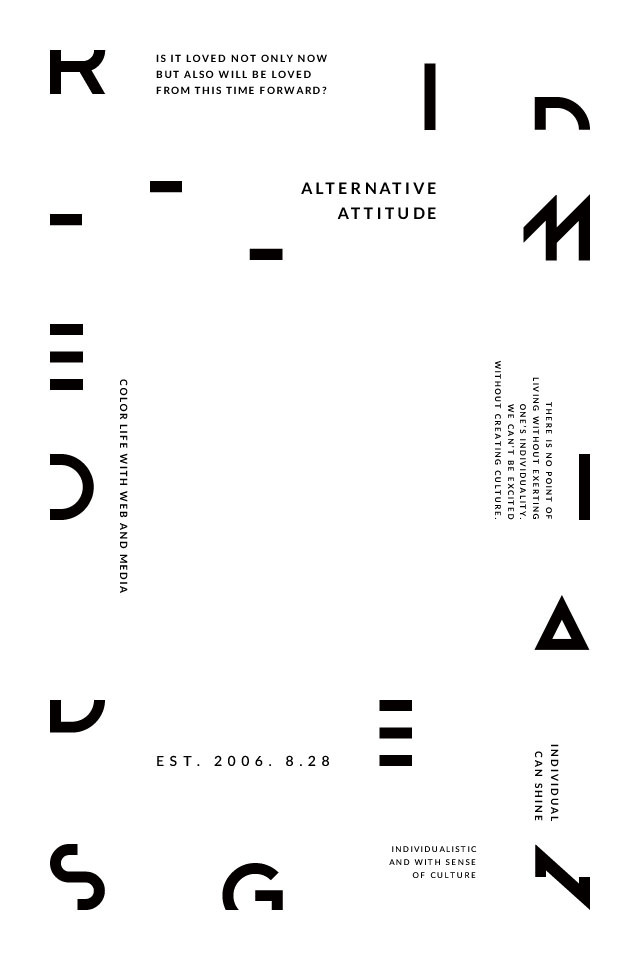 R
IS IT LOVED NOT ONLY NOW
BUT ALSO WILL BE LOVED
FROM THIS TIME FORWARD?
I
D
ALTERNATIVE
ATTITUDE
M
E
COLOR LIFE WITH WEB AND MEDIA
THERE IS NO POINT OF
LIVING WITHOUT EXERTING
ONE'S INDIVIDUALITY.
WE CAN'T BE EXCITED
WITHOUT CREATING CULTURE.
D
I
A
D
E
EST. 2006. 8.28
INDIVIDUAL
CAN SHINE
S
G
INDIVIDUALISTIC
AND WITH SENSE
OF CULTURE
N